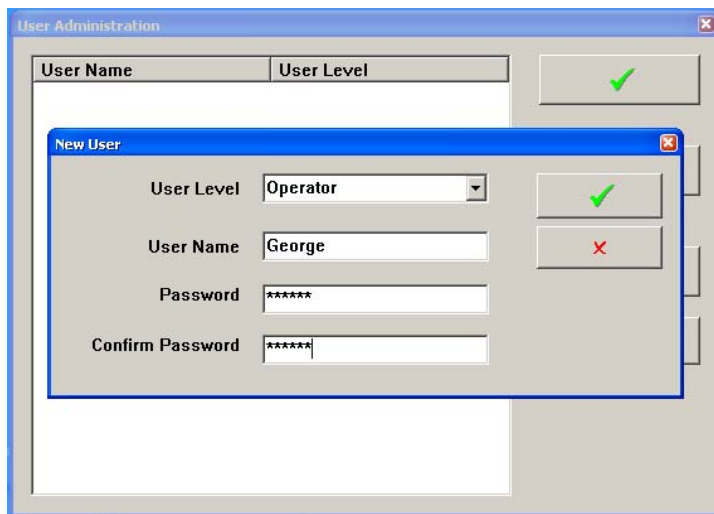 User Administration
User Name User Level
New User
User Level Operator
User Name George
Password ******
Confirm Password ******